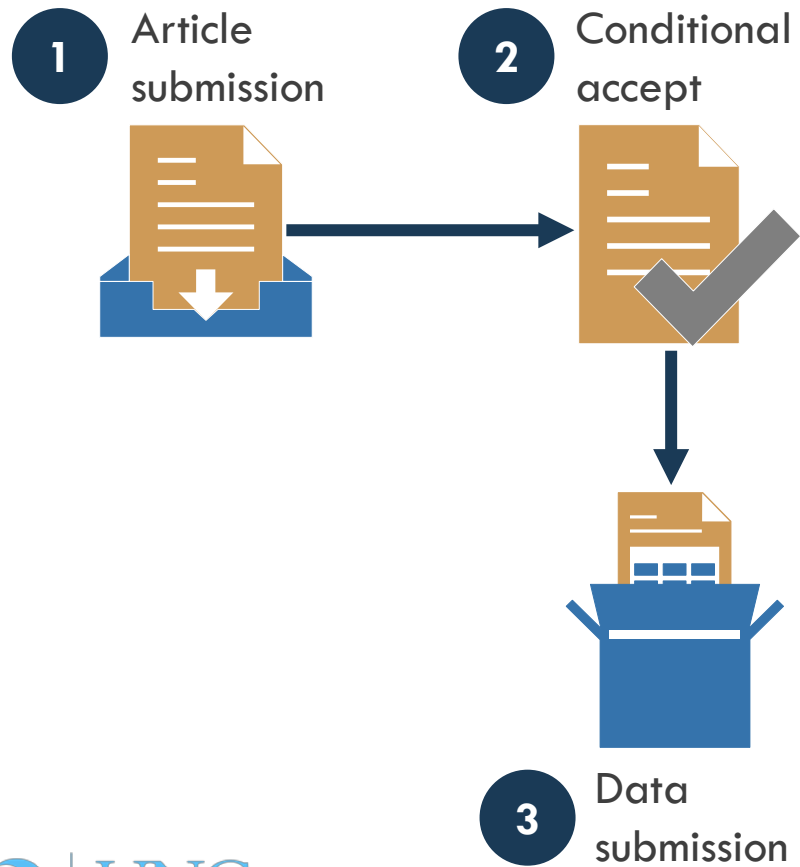 1
Article
submission
2
Conditional
accept
3
Data
submission